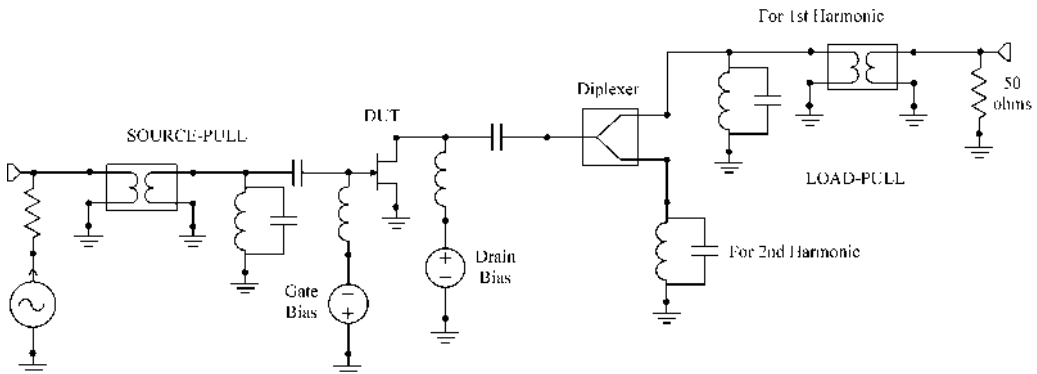 For 1st Harmonic
Diplexer
50
ohms
DUT
SOURCE-PULL
LOAD-PULL
Drain
Bias
For 2nd Harmonic
Gate
Bias